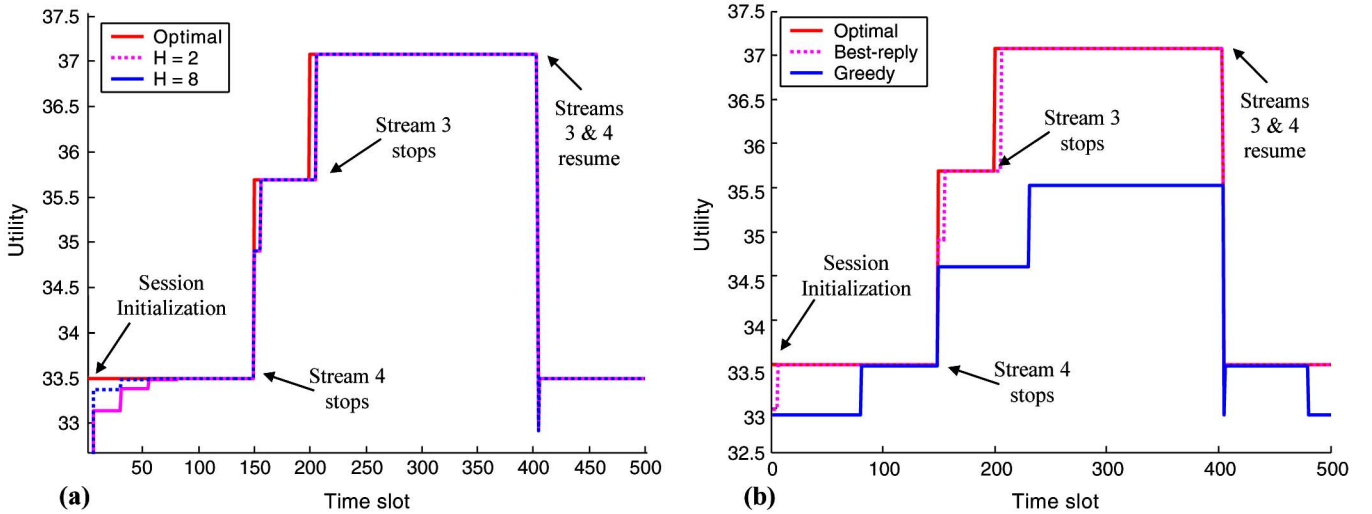 37.5
37
36.5
36
35.5
35
34.5
34
33.5
33
Utility
Optimal
H = 2
H = 8
Session
Initialization
Stream 3
stops
Streams
3 & 4
resume
Stream 4
stops
50 100 150 200 250 300 350 400 450 500
(a)
Time slot
37.5
37
36.5
36
35.5
35
34.5
34
33.5
33
32.5
Utility
Optimal
Best-reply
Greedy
Session
Initialization
Stream 3
stops
Streams
3 & 4
resume
Stream 4
stops
0 100 200 300 400 500
(b)
Time slot